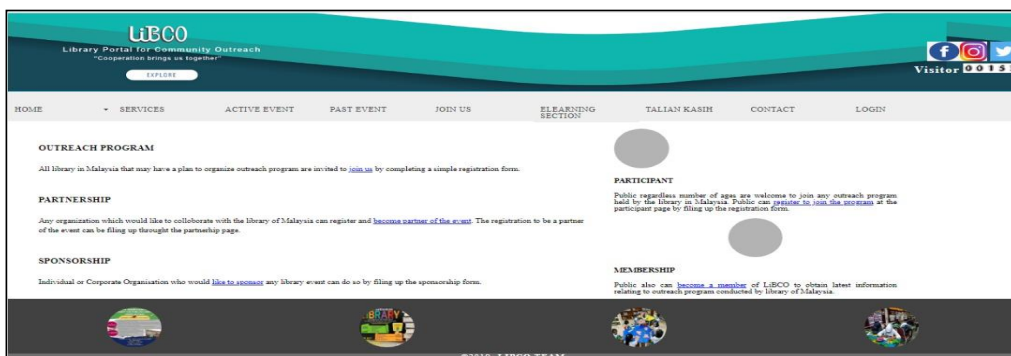 LiBCO
Library Portal for Community Outreach
"Cooperation brings us together"
EXPLORE
Visitor 0015
HOME
SERVICES
ACTIVE EVENT
PAST EVENT
JOIN US
ELEARNING
SECTION
TALIAN KASIH
CONTACT
LOGIN
OUTREACH PROGRAM
All library in Malaysia that may have a plan to organize outreach program are invited to join us by completing a simple registration form.
PARTNERSHIP
Any organization which would like to colloborate with the library of Malaysia can register and become partner of the event. The registration to be a partner
of the event can be filing up throught the partneship page.
SPONSORSHIP
Individual or Corporate Organisation who would like to sponsor any library event can do so by filing up the sponsorship form.
PARTICIPANT
Public regardless number of ages are welcome to join any outreach program
held by the library in Malaysia. Public can register to join the program at the
participant page by filing up the registration form.
MEMBERSHIP
Public also can become a member of LiBCO to obtain latest information
relating to outreach program conducted by library of Malaysia.
BRARY
©2019 LIBCO TEAM